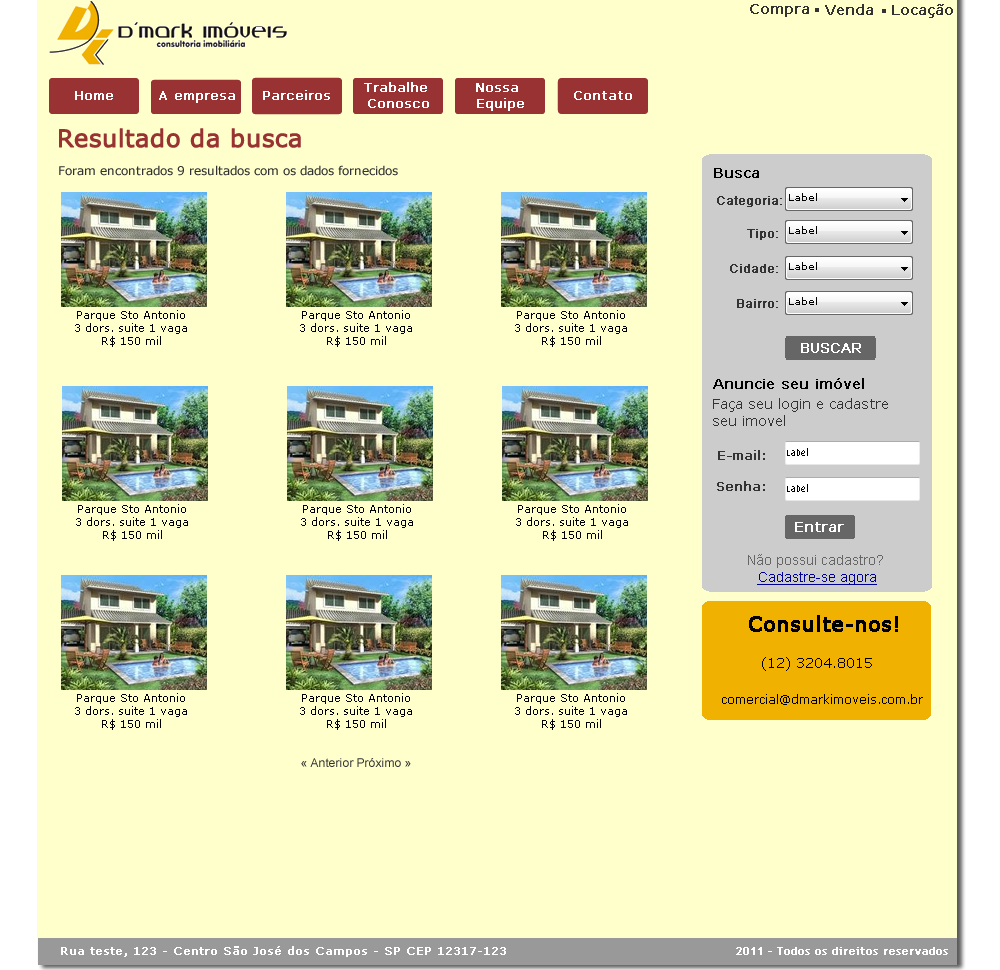 D'mark imóveis
consultoria imobiliária
Compra ▪ Venda ▪ Locação
Home
A empresa
Parceiros
Trabalhe
Conosco
Nossa
Equipe
Contato
Resultado da busca
Foram encontrados 9 resultados com os dados fornecidos
Parque Sto Antonio
3 dors. suite 1 vaga
R$ 150 mil
Parque Sto Antonio
3 dors. suite 1 vaga
R$ 150 mil
Parque Sto Antonio
3 dors. suite 1 vaga
R$ 150 mil
Parque Sto Antonio
3 dors. suite 1 vaga
R$ 150 mil
Parque Sto Antonio
3 dors. suite 1 vaga
R$ 150 mil
Parque Sto Antonio
3 dors. suite 1 vaga
R$ 150 mil
Parque Sto Antonio
3 dors. suite 1 vaga
R$ 150 mil
Parque Sto Antonio
3 dors. suite 1 vaga
R$ 150 mil
Parque Sto Antonio
3 dors. suite 1 vaga
R$ 150 mil
« Anterior Próximo »
Busca
Categoria: Label
Tipo: Label
Cidade: Label
Bairro: Label
BUSCAR
Anuncie seu imóvel
Faça seu login e cadastre
seu imovel
E-mail: Label
Senha: Label
Entrar
Não possui cadastro?
Cadastre-se agora
Consulte-nos!
(12) 3204.8015
comercial@dmarkimoveis.com.br
Rua teste, 123 - Centro São José dos Campos - SP CEP 12317-123
2011 - Todos os direitos reservados